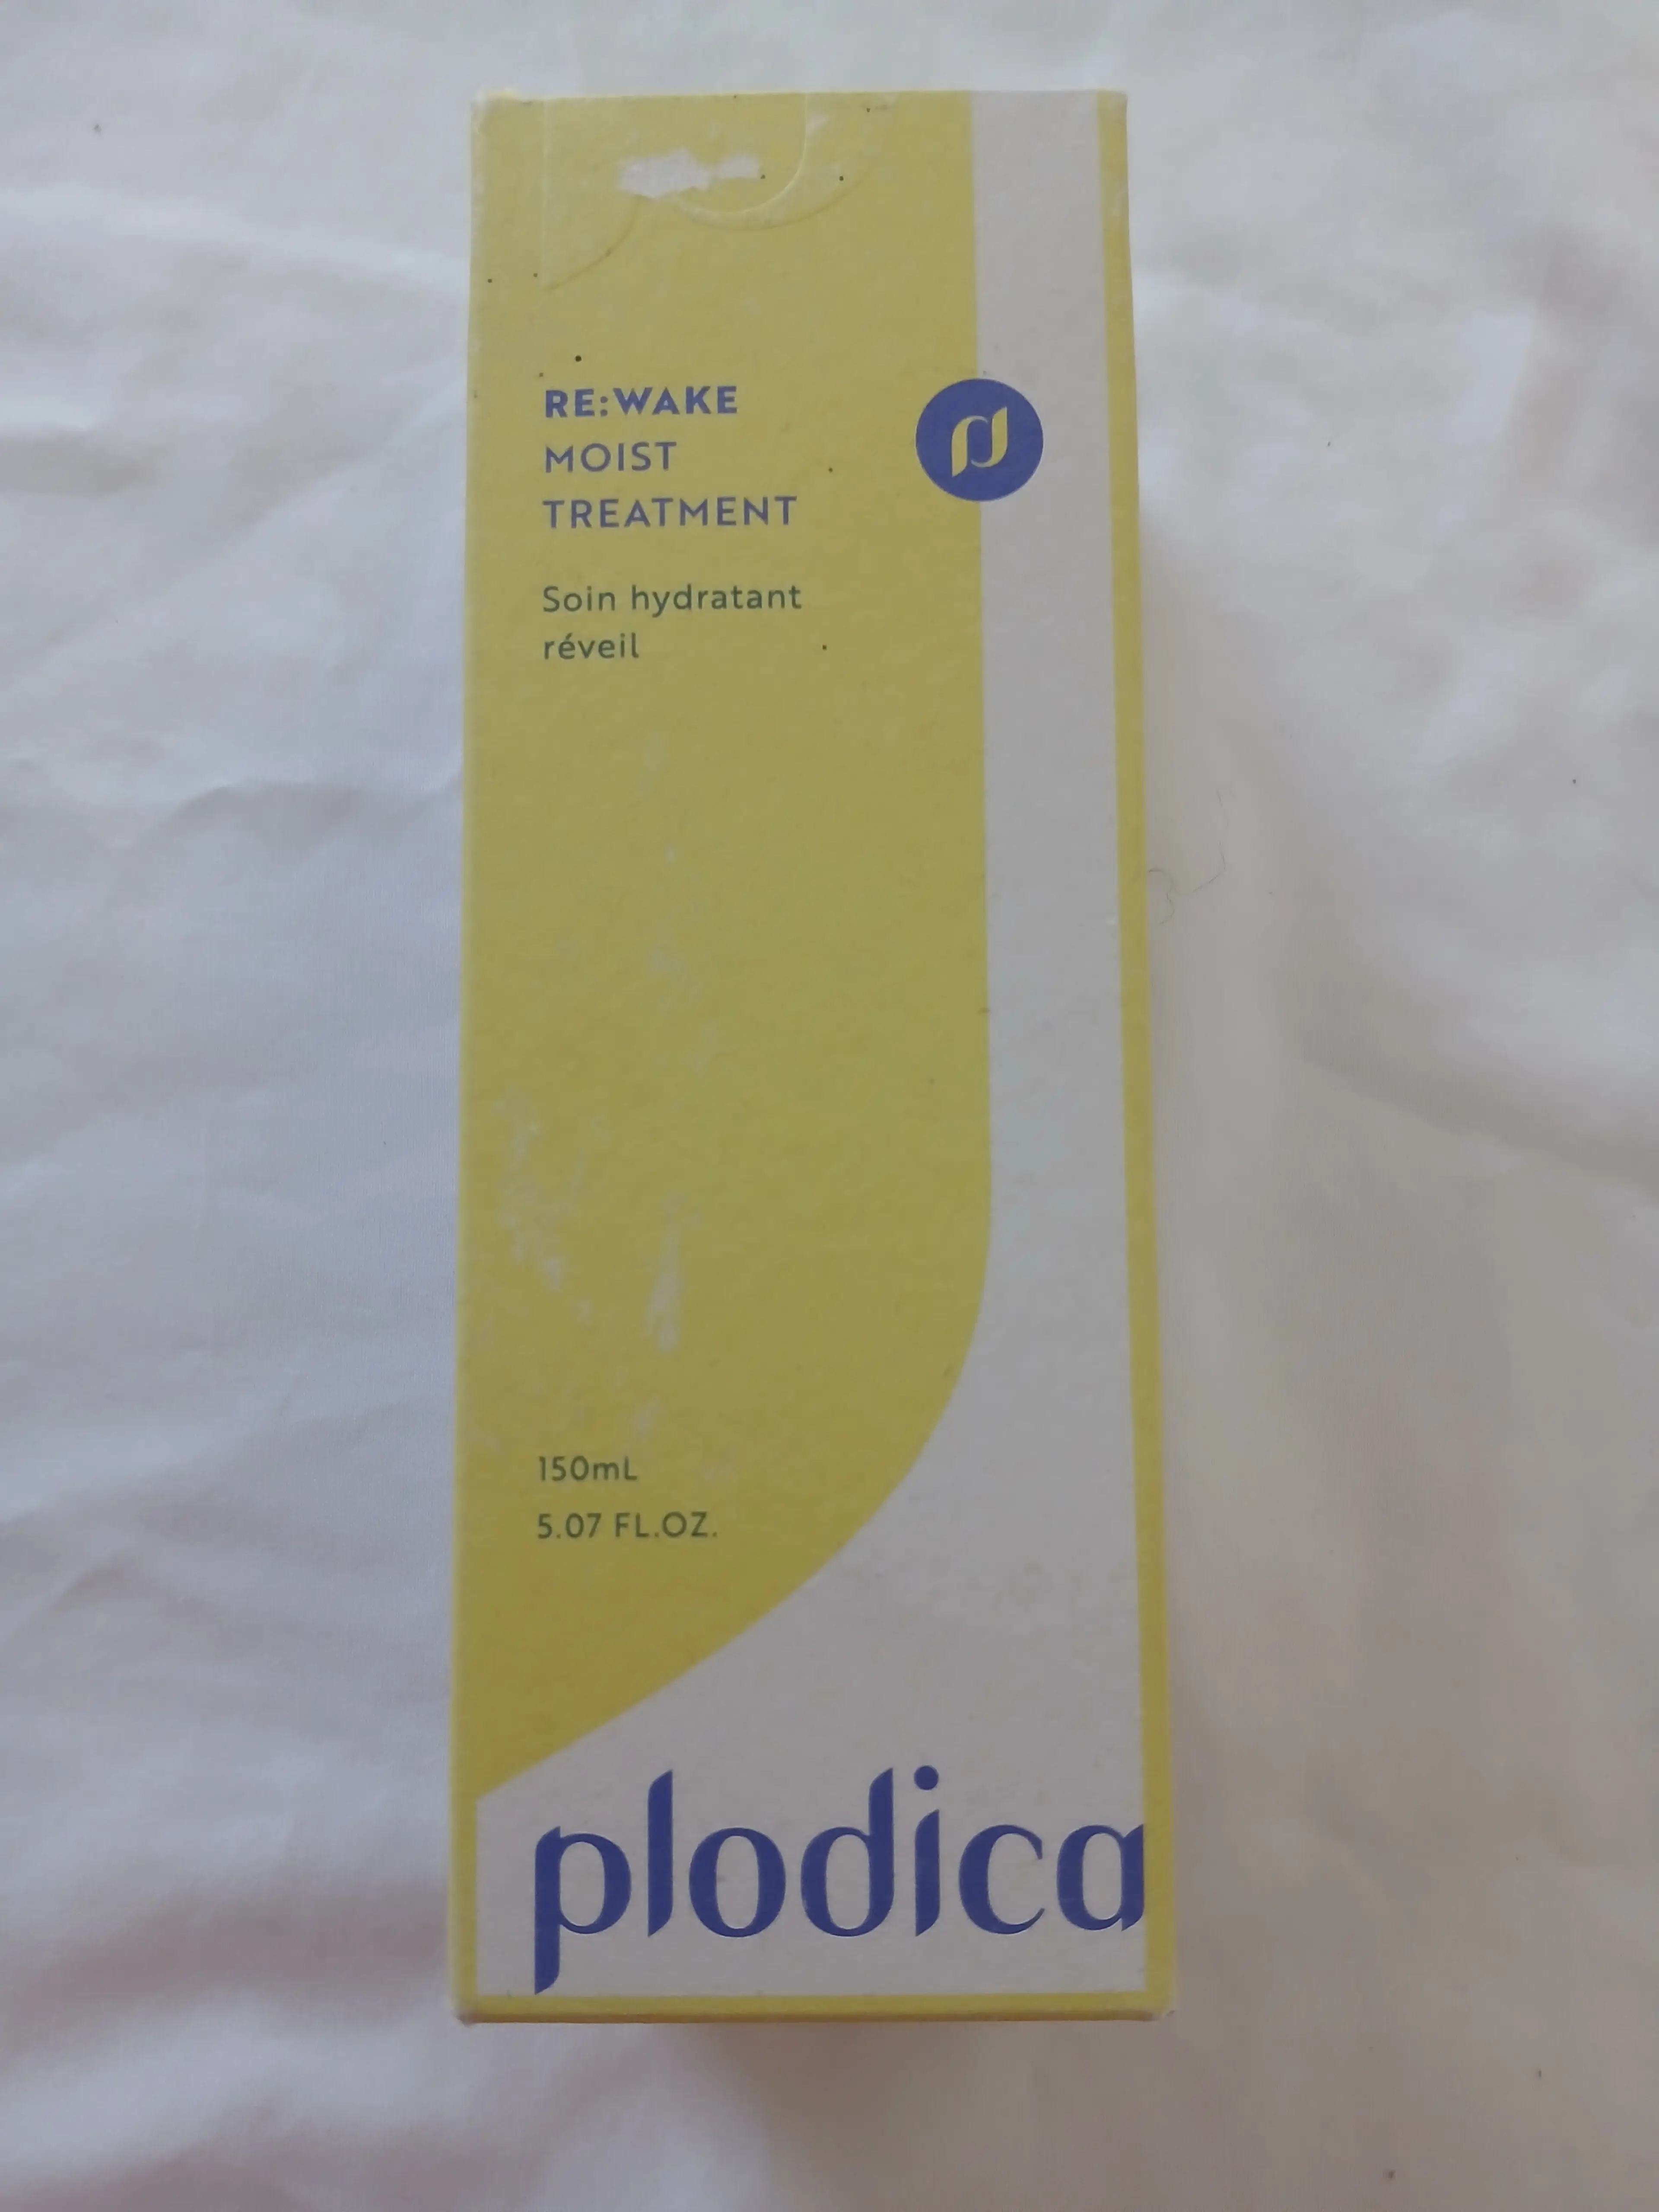 RE:WAKE
MOIST
TREATMENT
Soin hydratant
réveil
150mL
5.07 FL.OZ.
plodica